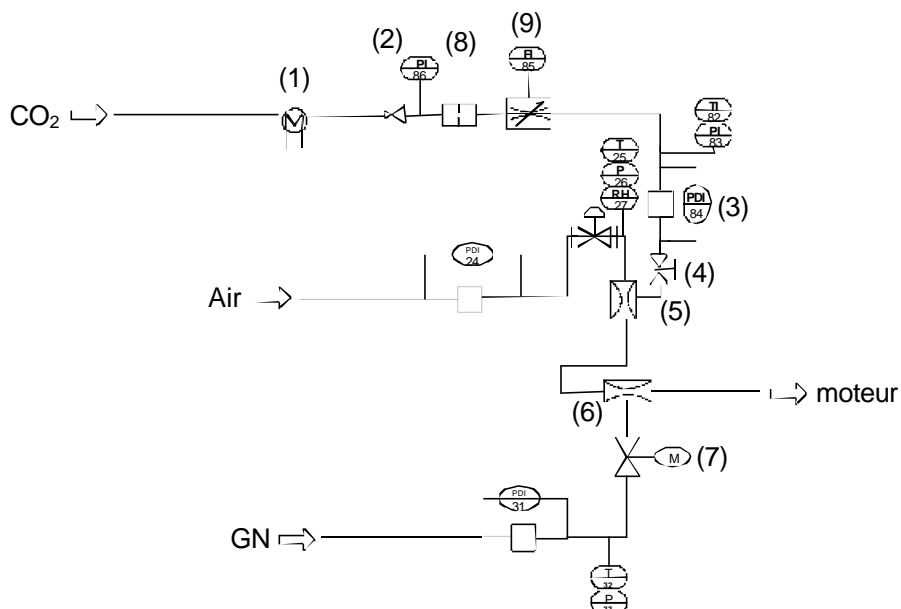 (9)
(2)
(8)
FI
85
PI
86
(1)
M
CO₂
TI
82
PI
83
T
25
P
26
RH
27
PDI
84
(3)
PDI
24
(4)
Air
(5)
moteur
(6)
M
(7)
PDI
31
GN
T
32
P
33